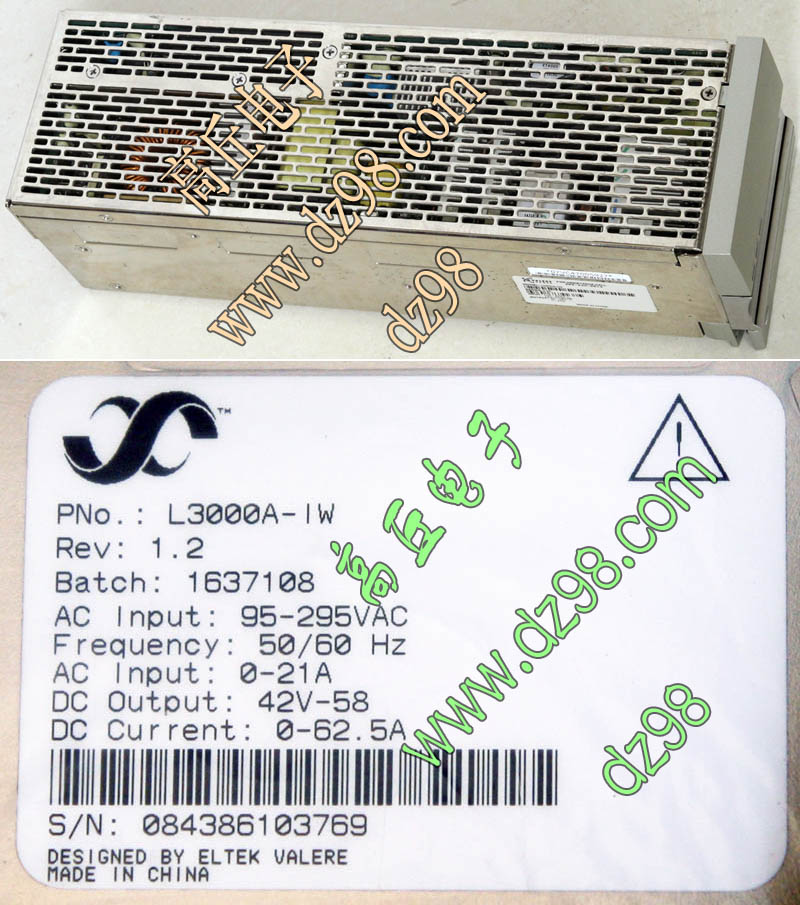 高丘电子
www.dz98.com
dz98
TM
PNo.: L3000A-IW
Rev: 1.2
Batch: 1637108
AC Input: 95-295VAC
Frequency: 50/60 Hz
AC Input: 0-21A
DC Output: 42V-58
DC Current: 0-62.5A
S/N: 084386103769
DESIGNED BY ELTEK VALERE
MADE IN CHINA
高丘电子
www.dz98.com
dz98